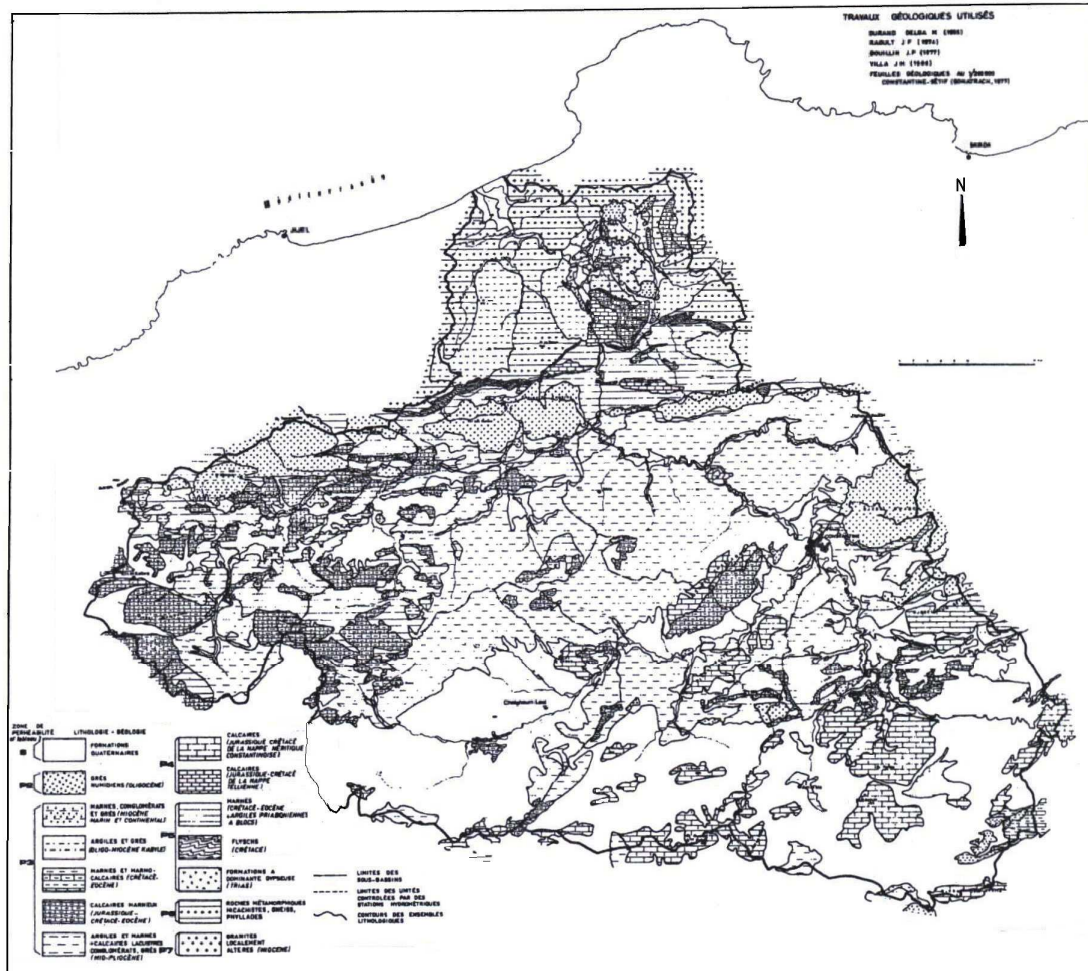 TRAVAUX GÉOLOGIQUES UTILISÉS
DURAND DELGA M (1955)
RAOULT J F (1974)
BOUILLIN J P (1977)
VILLA J M (1980)
FEUILLES GÉOLOGIQUES AU
CONSTANTINE-SÉTIF (SONATRACH, 1977)
N
Méditerranée
JIJEL
ZONE DE PERMÉABILITÉ
LITHOLOGIE - GÉOLOGIE
FORMATIONS
QUATERNAIRES
GRÈS
NUMIDIENS (OLIGOCÈNE)
P3
MARNES, CONGLOMÉRATS
ET GRÈS (MIOCÈNE
MARIN ET CONTINENTAL)
ARGILES ET GRÈS
(OLIGO-MIOCÈNE KABYLE)
MARNES ET MARNO-
CALCAIRES (CRÉTACÉ-
EOCÈNE)
CALCAIRES MARNEUX
(JURASSIQUE-
CRÉTACÉ-EOCÈNE)
ARGILES ET MARNES
+CALCAIRES LACUSTRES
CONGLOMÉRATS, GRÈS
(MIO-PLIOCÈNE)
P4
CALCAIRES
(JURASSIQUE CRÉTACÉ
DE LA NAPPE NÉRITIQUE
CONSTANTINOISE)
CALCAIRES
(JURASSIQUE-CRÉTACÉ
DE LA NAPPE
TELLIENNE)
P5
MARNES
(CRÉTACÉ-EOCÈNE
+ARGILES PRIABONIENNES
A BLOCS)
FLYSCHS
(CRÉTACÉ)
FORMATIONS A
DOMINANTE GYPSEUSE
(TRIAS)
P6
ROCHES MÉTAMORPHIQUES
MICACHISTES, GNEISS,
PHYLLADES
P7
GRANITES
LOCALEMENT
ALTÉRÉS (MIOCÈNE)
LIMITES DES
SOUS-BASSINS
LIMITES DES UNITÉS
CONTROLÉES PAR DES
STATIONS HYDROMÉTRIQUES
CONTOURS DES ENSEMBLES
LITHOLOGIQUES